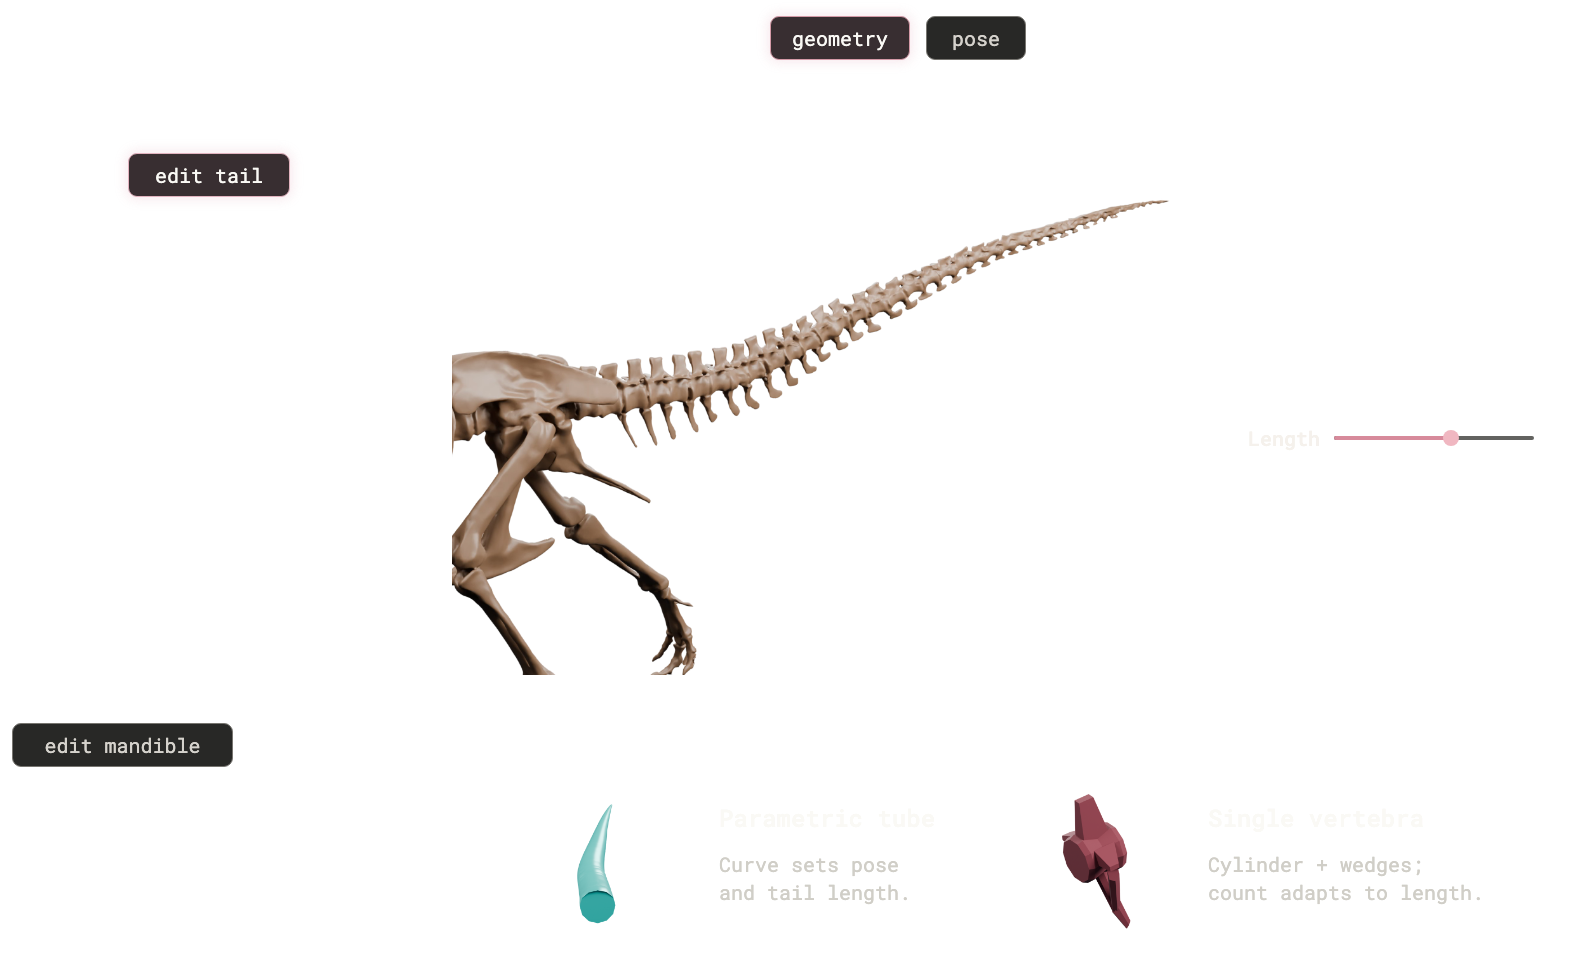 geometry
pose
edit tail
Length
edit mandible
Parametric tube
Curve sets pose
and tail length.
Single vertebra
Cylinder + wedges;
count adapts to length.